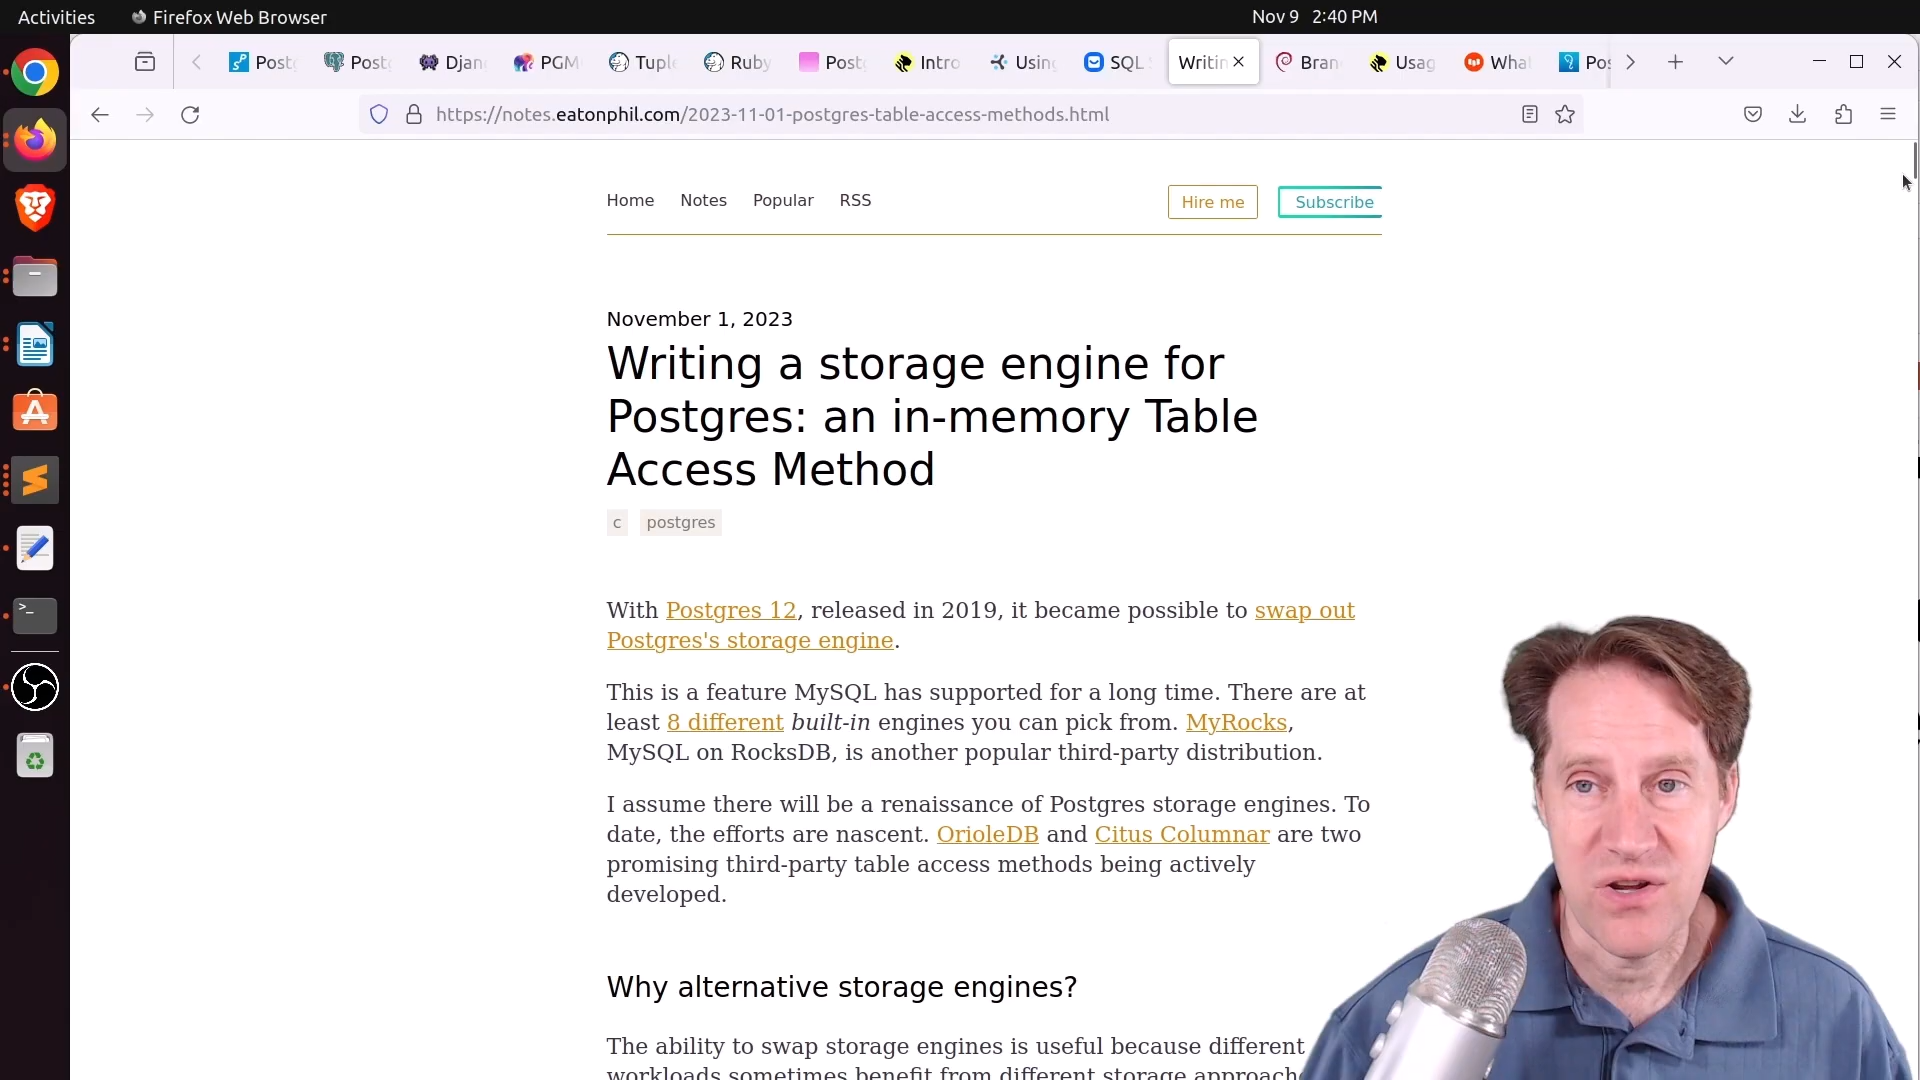 Activities Firefox Web Browser Nov 9 2:40 PM
Post Post Djan PGM Tuple Ruby Post Intro Using SQL Writin Bran Usag What Pos
https://notes.eatonphil.com/2023-11-01-postgres-table-access-methods.html
Home Notes Popular RSS Hire me Subscribe
November 1, 2023
Writing a storage engine for
Postgres: an in-memory Table
Access Method
c postgres
With Postgres 12, released in 2019, it became possible to swap out
Postgres's storage engine.
This is a feature MySQL has supported for a long time. There are at
least 8 different built-in engines you can pick from. MyRocks,
MySQL on RocksDB, is another popular third-party distribution.
I assume there will be a renaissance of Postgres storage engines. To
date, the efforts are nascent. OrioleDB and Citus Columnar are two
promising third-party table access methods being actively
developed.
Why alternative storage engines?
The ability to swap storage engines is useful because different
workloads sometimes benefit from different storage approach